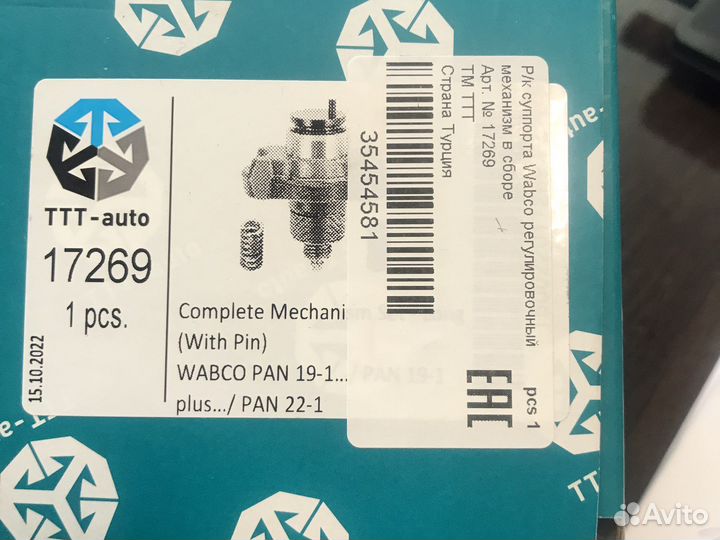 TTT-auto
17269
1 pcs.
15.10.2022
Complete Mechani
(With Pin)
WABCO PAN 19-1.../ PAN 19-1
plus.../ PAN 22-1
Р/к суппорта Wabco регулировочный
механизм в сборе
Арт. № 17269
ТМ ТТТ
Страна Турция
35454581
pcs 1
EAC
Avito